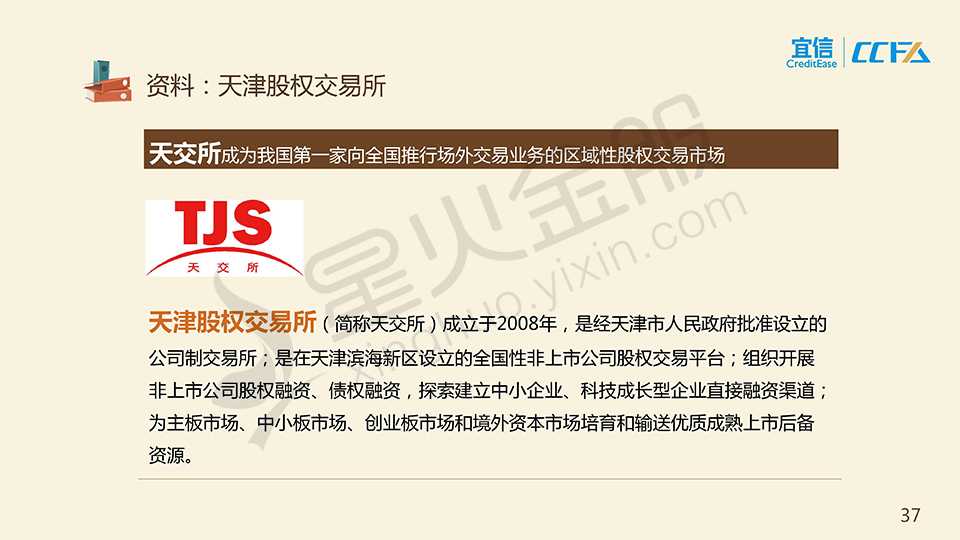 宜信
CreditEase
CCFA
资料：天津股权交易所
天交所成为我国第一家向全国推行场外交易业务的区域性股权交易市场
TJS
天交所
星火金服
xinghuo.yixin.com
天津股权交易所（简称天交所）成立于2008年，是经天津市人民政府批准设立的
公司制交易所；是在天津滨海新区设立的全国性非上市公司股权交易平台；组织开展
非上市公司股权融资、债权融资，探索建立中小企业、科技成长型企业直接融资渠道；
为主板市场、中小板市场、创业板市场和境外资本市场培育和输送优质成熟上市后备
资源。
37